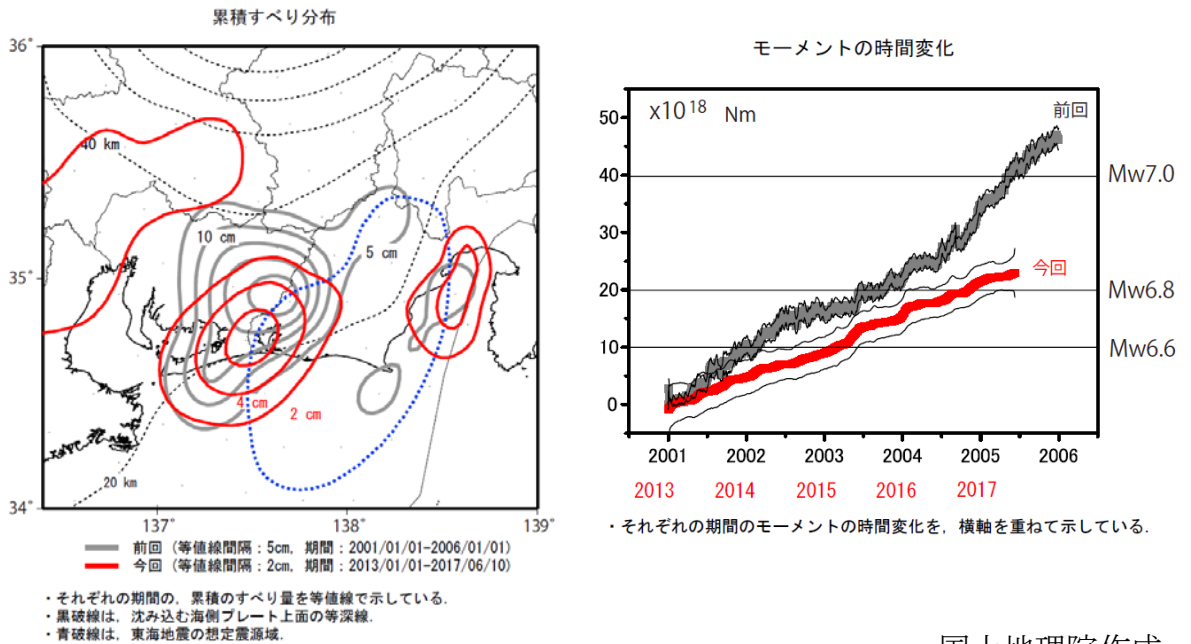 累積すべり分布
36°
35°
34°
137°
138°
139°
40 km
10 cm
5 cm
4 cm
2 cm
20 km
前回 (等値線間隔：5cm, 期間：2001/01/01-2006/01/01)
今回 (等値線間隔：2cm, 期間：2013/01/01-2017/06/10)
・それぞれの期間の, 累積のすべり量を等値線で示している.
・黒破線は, 沈み込む海側プレート上面の等深線.
・青破線は, 東海地震の想定震源域.
モーメントの時間変化
x10 18 Nm
前回
今回
50
40
30
20
10
0
Mw7.0
Mw6.8
Mw6.6
2001 2002 2003 2004 2005 2006
2013 2014 2015 2016 2017
・それぞれの期間のモーメントの時間変化を, 横軸を重ねて示している.